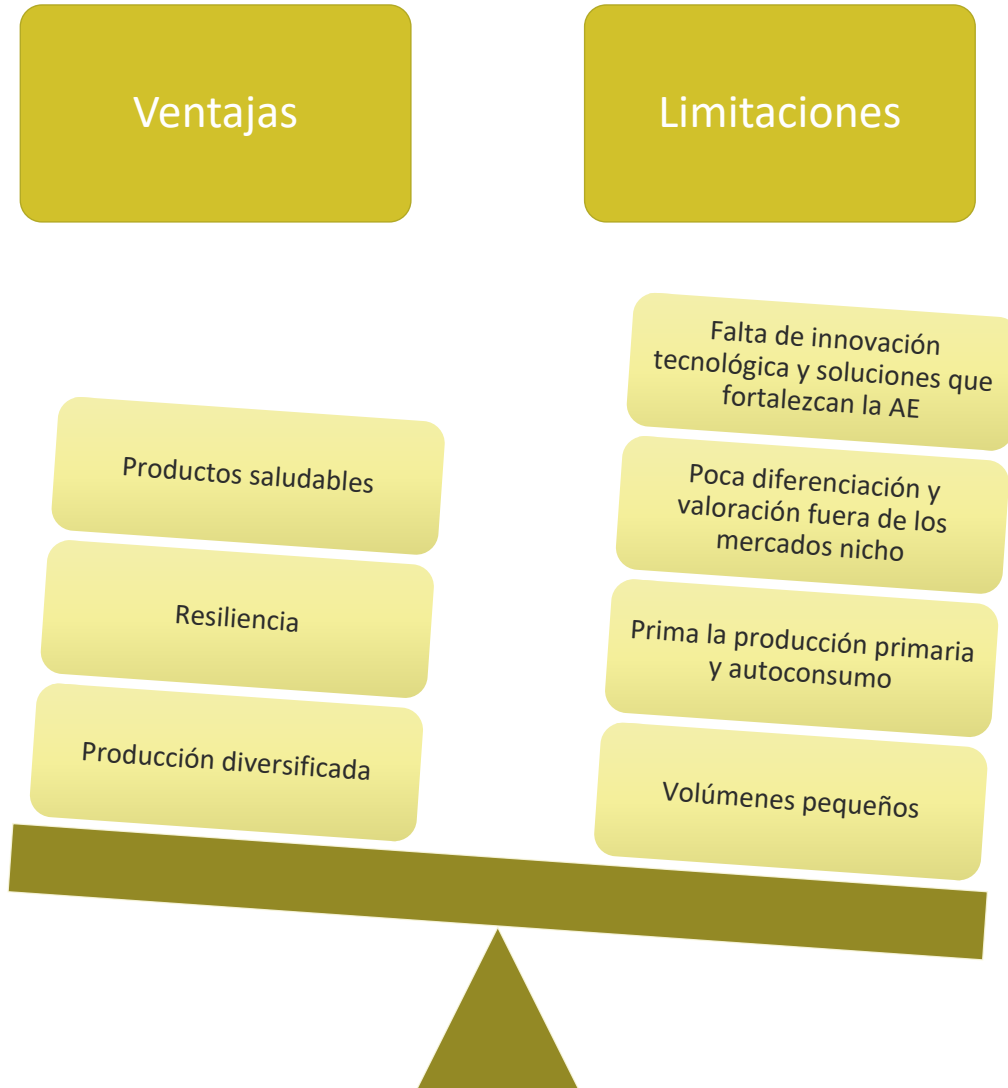 Ventajas
Limitaciones
Productos saludables
Resiliencia
Producción diversificada
Falta de innovación
tecnológica y soluciones que
fortalezcan la AE
Poca diferenciación y
valoración fuera de los
mercados nicho
Prima la producción primaria
y autoconsumo
Volúmenes pequeños